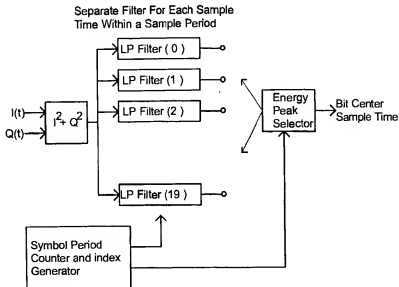 Separate Filter For Each Sample
Time Within a Sample Period
LP Filter ( 0 )
LP Filter (1 )
LP Filter (2 )
LP Filter (19 )
I(t)
Q(t)
I²+ Q²
Energy
Peak
Selector
Bit Center
Sample Time
Symbol Period
Counter and index
Generator